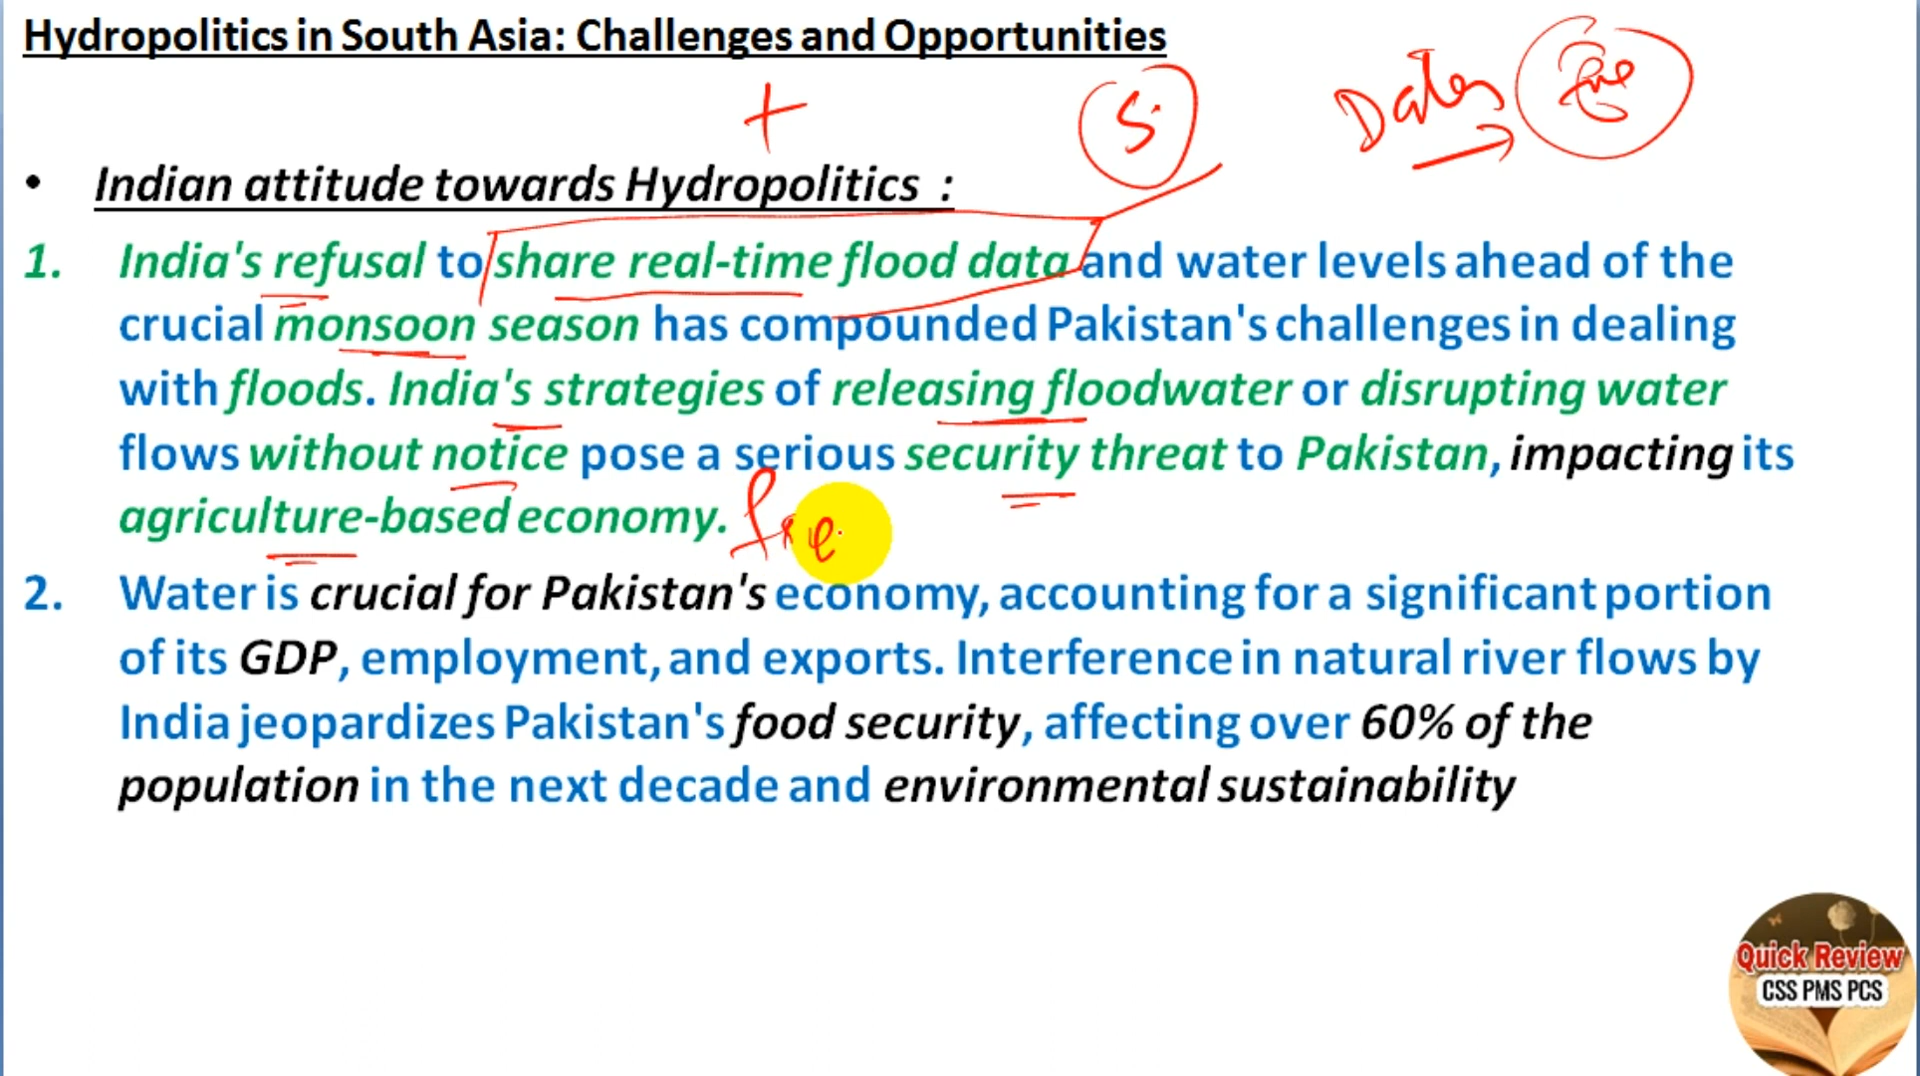 Hydropolitics in South Asia: Challenges and Opportunities
+
S.
Dates
• Indian attitude towards Hydropolitics :
1. India's refusal to share real-time flood data and water levels ahead of the
crucial monsoon season has compounded Pakistan's challenges in dealing
with floods. India's strategies of releasing floodwater or disrupting water
flows without notice pose a serious security threat to Pakistan, impacting its
agriculture-based economy.
2. Water is crucial for Pakistan's economy, accounting for a significant portion
of its GDP, employment, and exports. Interference in natural river flows by
India jeopardizes Pakistan's food security, affecting over 60% of the
population in the next decade and environmental sustainability
Quick Review
CSS PMS PCS